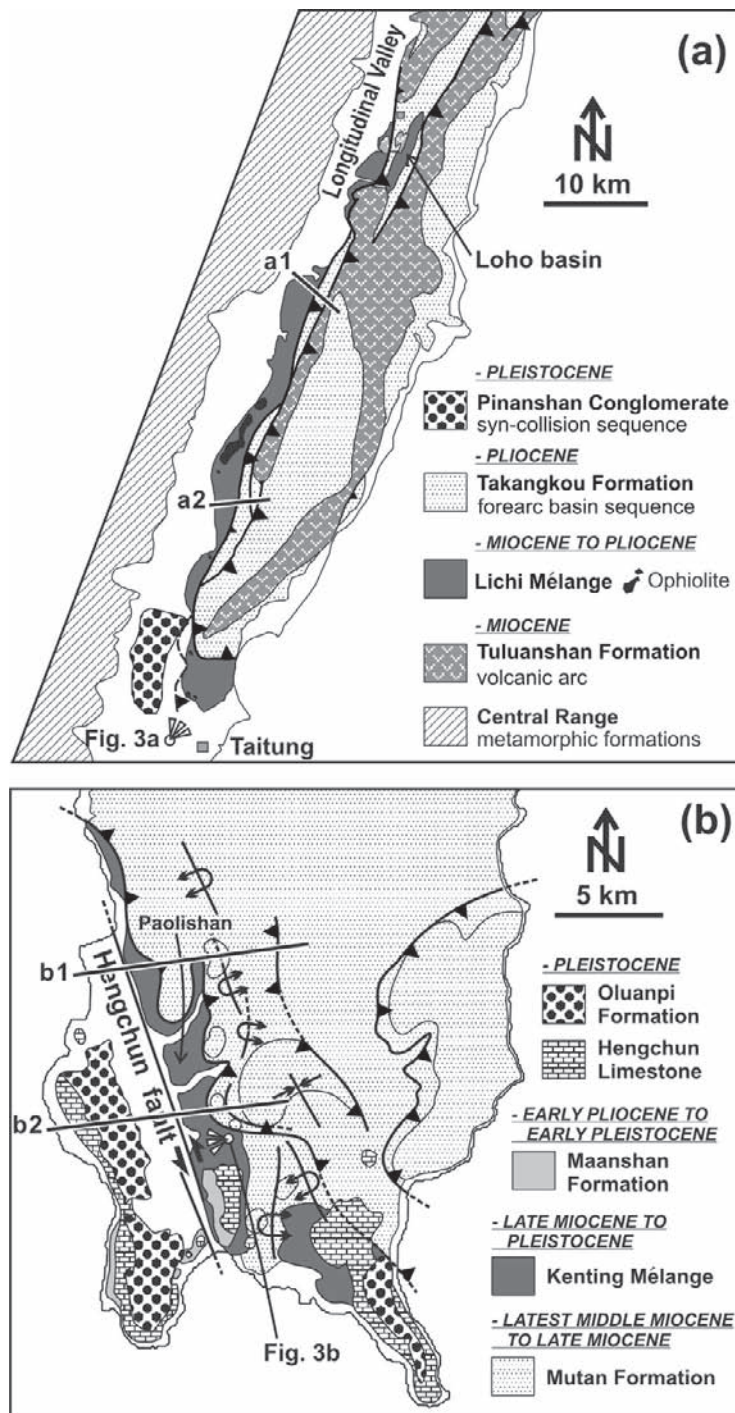 (a)
Longitudinal Valley
N
10 km
Loho basin
a1
a2
- PLEISTOCENE
Pinanshan Conglomerate
syn-collision sequence
- PLIOCENE
Takangkou Formation
forearc basin sequence
- MIOCENE TO PLIOCENE
Lichi Mélange Ophiolite
- MIOCENE
Tuluanshan Formation
volcanic arc
Central Range
metamorphic formations
Fig. 3a
Taitung
(b)
N
5 km
Paolishan
b1
Hengchun fault
b2
Fig. 3b
- PLEISTOCENE
Oluanpi
Formation
Hengchun
Limestone
- EARLY PLIOCENE TO
EARLY PLEISTOCENE
Maanshan
Formation
- LATE MIOCENE TO
PLEISTOCENE
Kenting Mélange
- LATEST MIDDLE MIOCENE
TO LATE MIOCENE
Mutan Formation